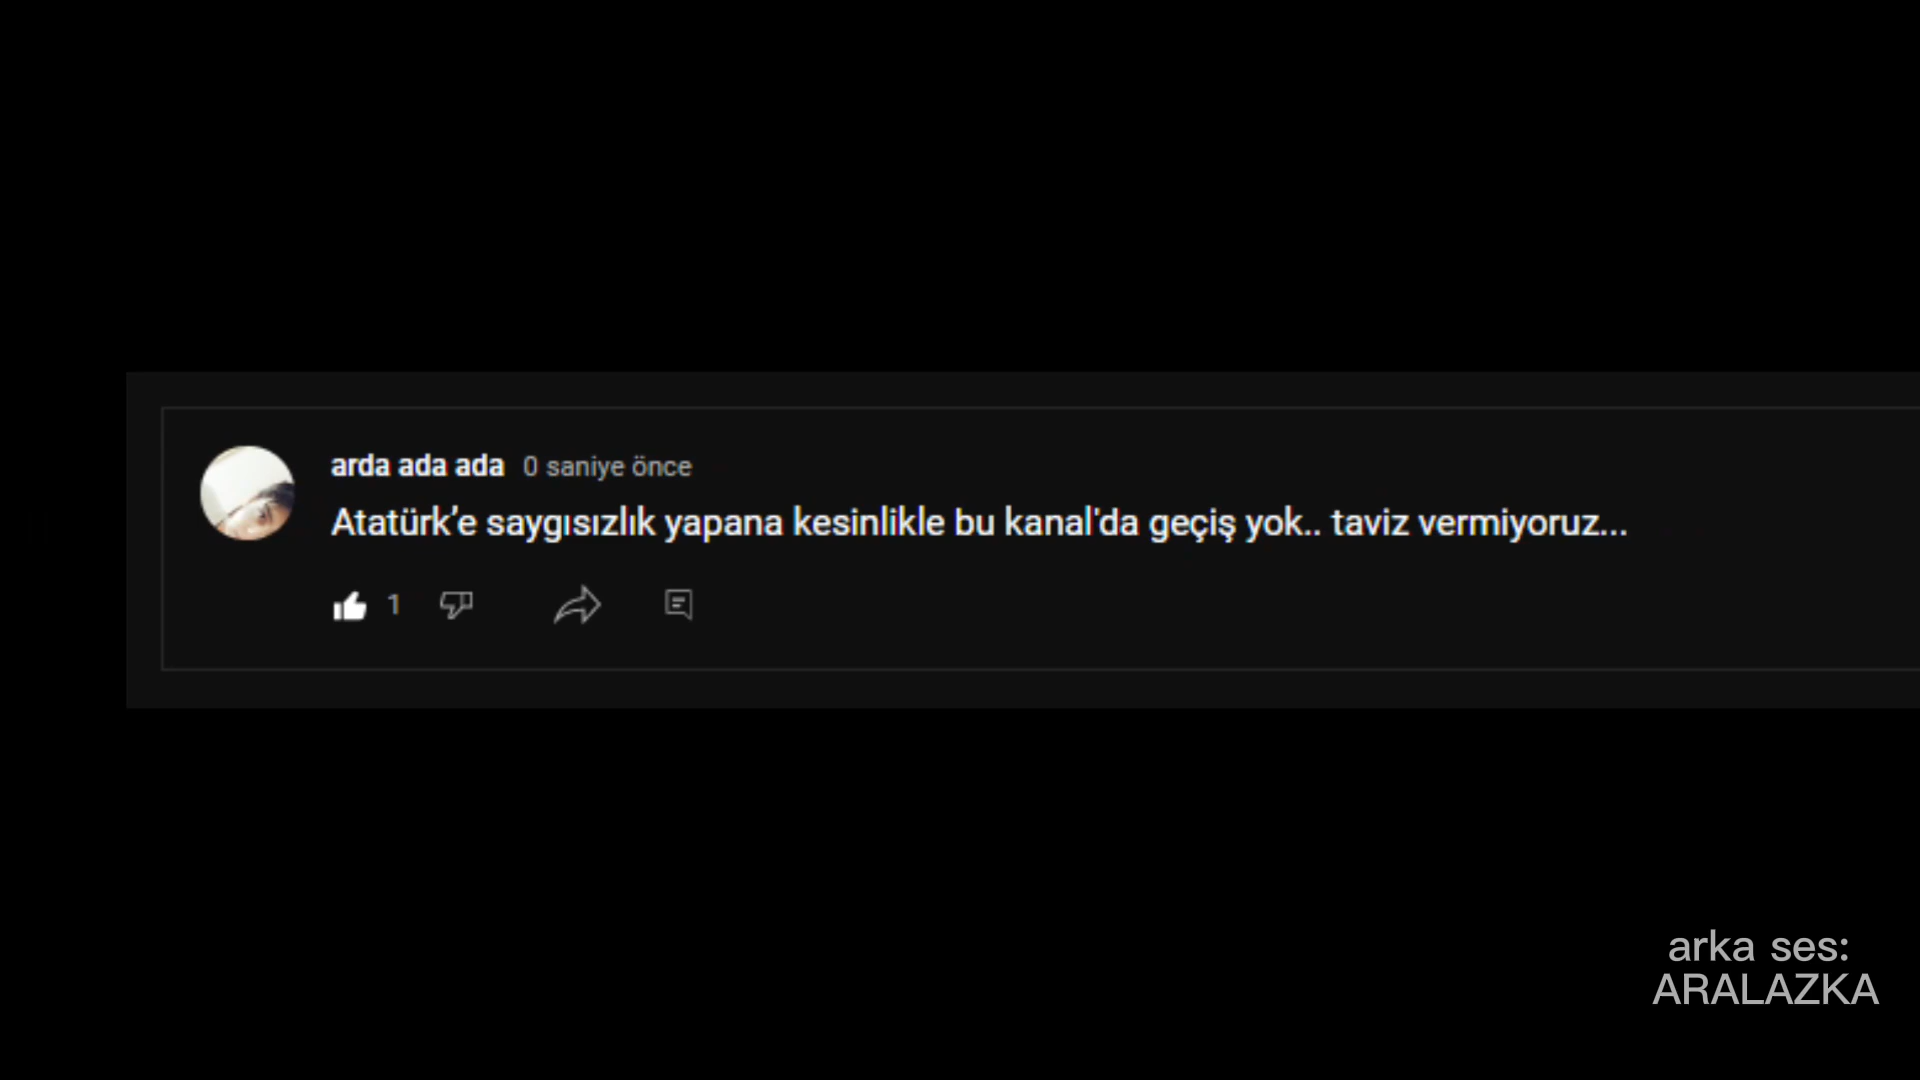 arda ada ada 0 saniye önce
Atatürk’e saygısızlık yapana kesinlikle bu kanal'da geçiş yok.. taviz vermiyoruz...
1
arka ses:
ARALAZKA